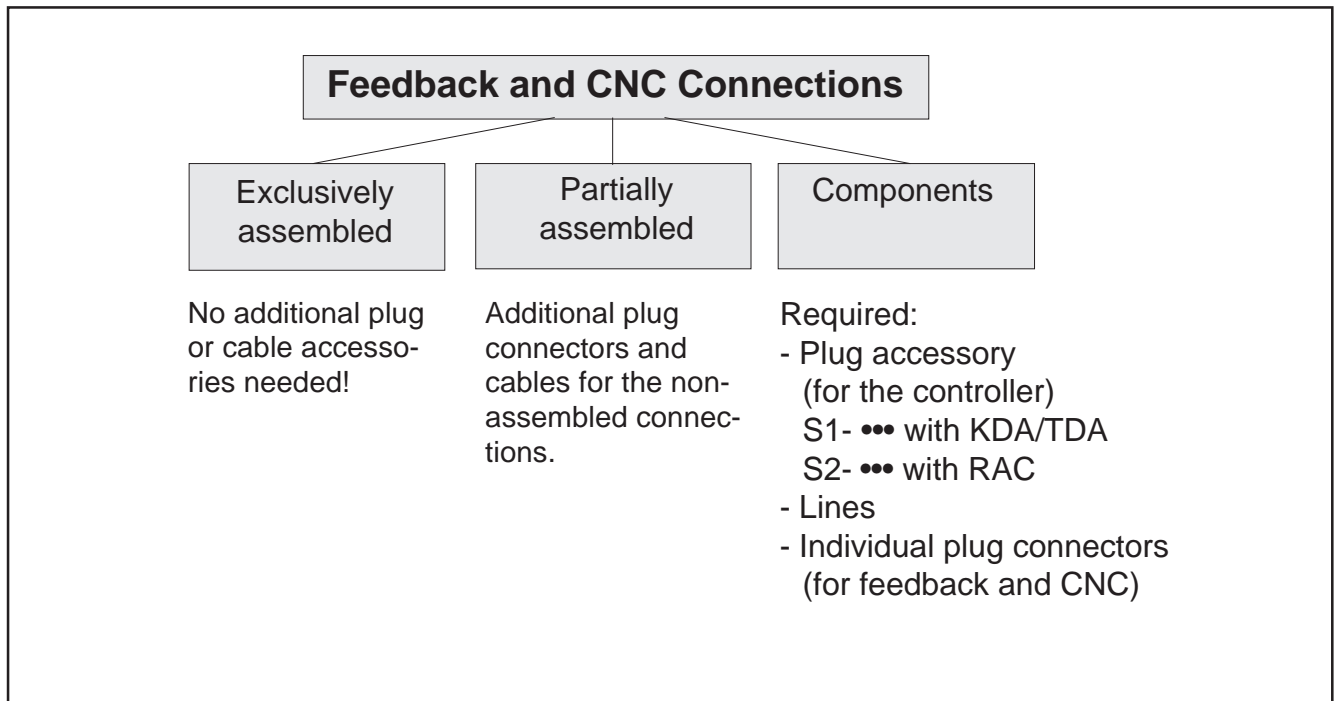 Feedback and CNC Connections
Exclusively
assembled
Partially
assembled
Components
No additional plug
or cable accesso-
ries needed!
Additional plug
connectors and
cables for the non-
assembled connec-
tions.
Required:
- Plug accessory
(for the controller)
S1- ••• with KDA/TDA
S2- ••• with RAC
- Lines
- Individual plug connectors
(for feedback and CNC)